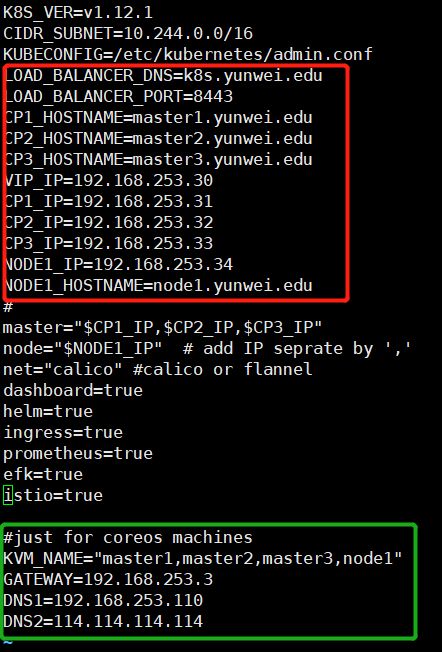 K8S_VER=v1.12.1
CIDR_SUBNET=10.244.0.0/16
KUBECONFIG=/etc/kubernetes/admin.conf
LOAD_BALANCER_DNS=k8s.yunwei.edu
LOAD_BALANCER_PORT=8443
CP1_HOSTNAME=master1.yunwei.edu
CP2_HOSTNAME=master2.yunwei.edu
CP3_HOSTNAME=master3.yunwei.edu
VIP_IP=192.168.253.30
CP1_IP=192.168.253.31
CP2_IP=192.168.253.32
CP3_IP=192.168.253.33
NODE1_IP=192.168.253.34
NODE1_HOSTNAME=node1.yunwei.edu
#
master="$CP1_IP,$CP2_IP,$CP3_IP"
node="$NODE1_IP"  # add IP seprate by ','
net="calico" #calico or flannel
dashboard=true
helm=true
ingress=true
prometheus=true
efk=true
istio=true
#just for coreos machines
KVM_NAME="master1,master2,master3,node1"
GATEWAY=192.168.253.3
DNS1=192.168.253.110
DNS2=114.114.114.114
~